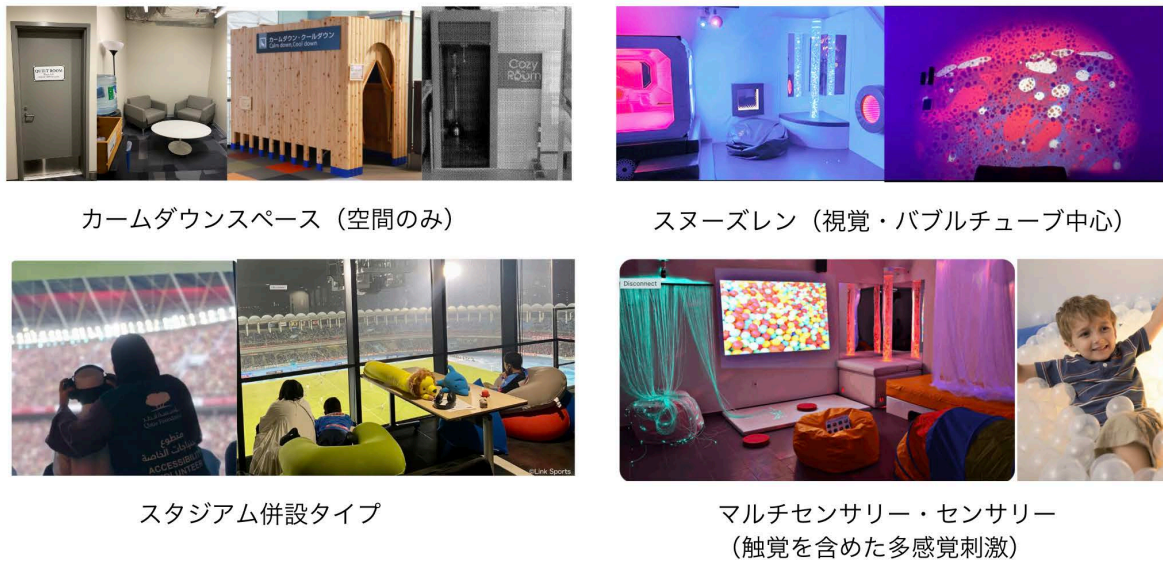 QUIET ROOM
カームダウン・クールダウン
Calm down, Cool down
Cozy
Room
カームダウンスペース（空間のみ）
スヌーズレン（視覚・バブルチューブ中心）
منطوع
ACCESSIBILITY
VOLUNTEER
©Link Sports
スタジアム併設タイプ
Disconnect
マルチセンサリー・センサリー
（触覚を含めた多感覚刺激）